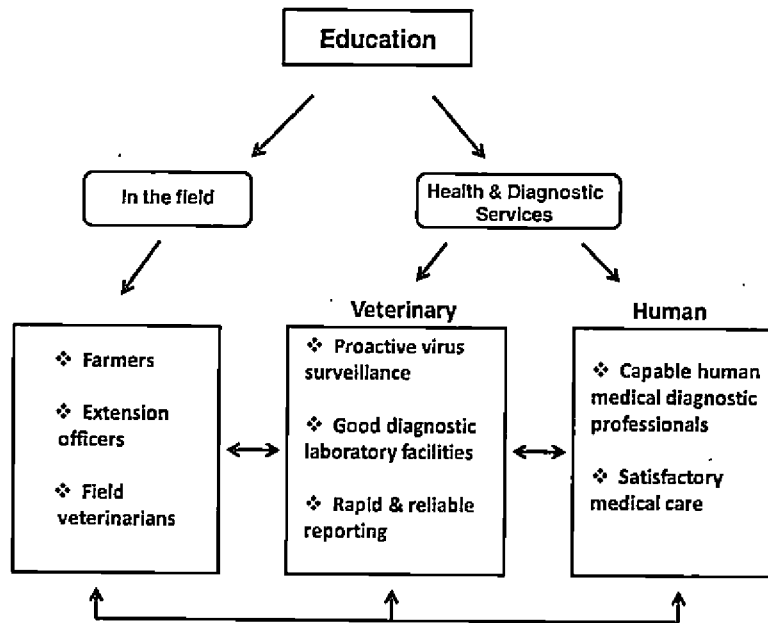 Education
In the field
Health & Diagnostic
Services
Veterinary
Human
❖ Farmers
❖ Extension
officers
❖ Field
veterinarians
❖ Proactive virus
surveillance
❖ Good diagnostic
laboratory facilities
❖ Rapid & reliable
reporting
❖ Capable human
medical diagnostic
professionals
❖ Satisfactory
medical care